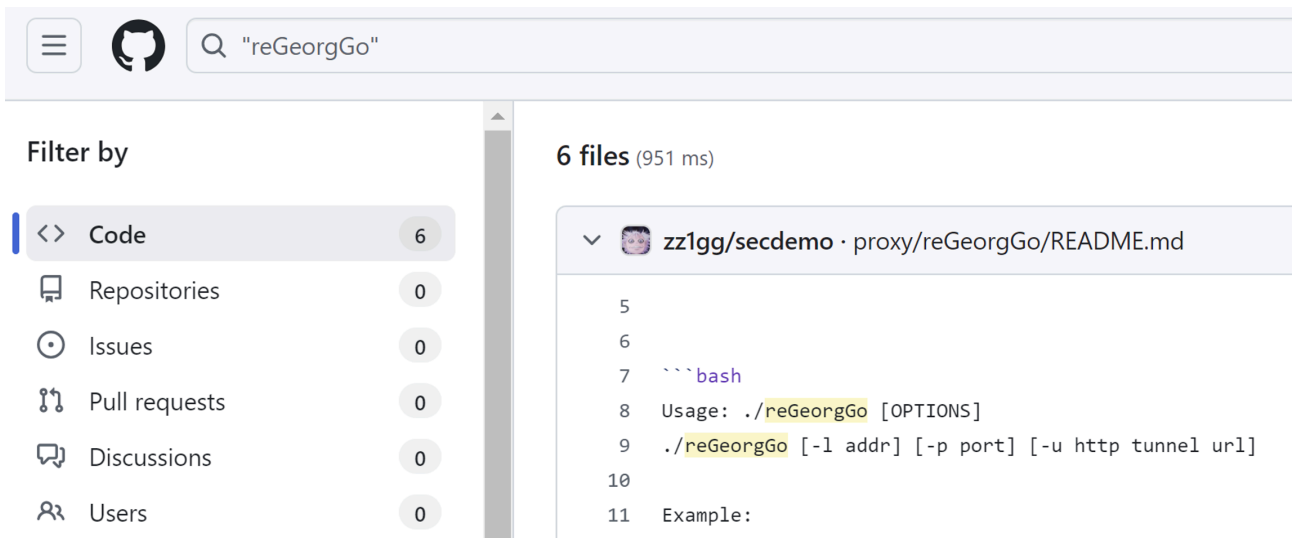 "reGeorgGo"
Filter by
Code 6
Repositories 0
Issues 0
Pull requests 0
Discussions 0
Users 0
6 files (951 ms)
zz1gg/secdemo · proxy/reGeorgGo/README.md
5
6
7 ```bash
8 Usage: ./reGeorgGo [OPTIONS]
9 ./reGeorgGo [-l addr] [-p port] [-u http tunnel url]
10
11 Example: